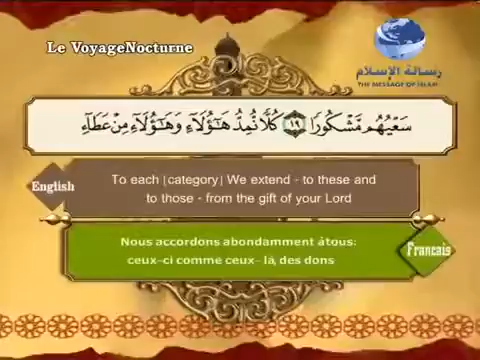 Le VoyageNocturne
رسالة الإسلام
THE MESSAGE OF ISLAM
سَعْيُهُم مَّشْكُورًا ١٩ كُلًّا نُّمِدُّ هَٰٓؤُلَآءِ وَهَٰٓؤُلَآءِ مِنْ عَطَآءِ
English
To each [category] We extend - to these and
to those - from the gift of your Lord
Nous accordons abondamment àtous:
ceux-ci comme ceux- là, des dons
Francais